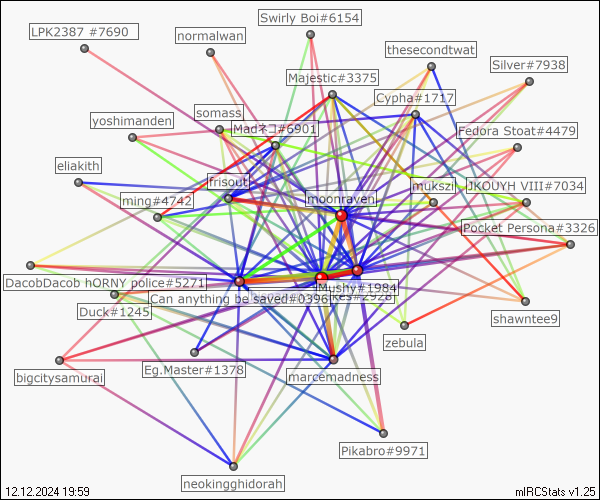 Swirly Boi#6154
LPK2387 #7690
normalwan
thesecondtwat
Silver#7938
Majestic#3375
Cypha#1717
somass
yoshimanden
Madネコ#6901
Fedora Stoat#4479
eliakith
frisout
mukszi
JKOUYH VIII#7034
ming#4742
moonraven
Pocket Persona#3326
DacobDacob hORNY police#5271
Mushy#1984
Can anything be saved#0396
#2928
Duck#1245
shawntee9
zebula
Eg.Master#1378
bigcitysamurai
marcemadness
Pikabro#9971
neokingghidorah
12.12.2024 19:59
mIRCStats v1.25